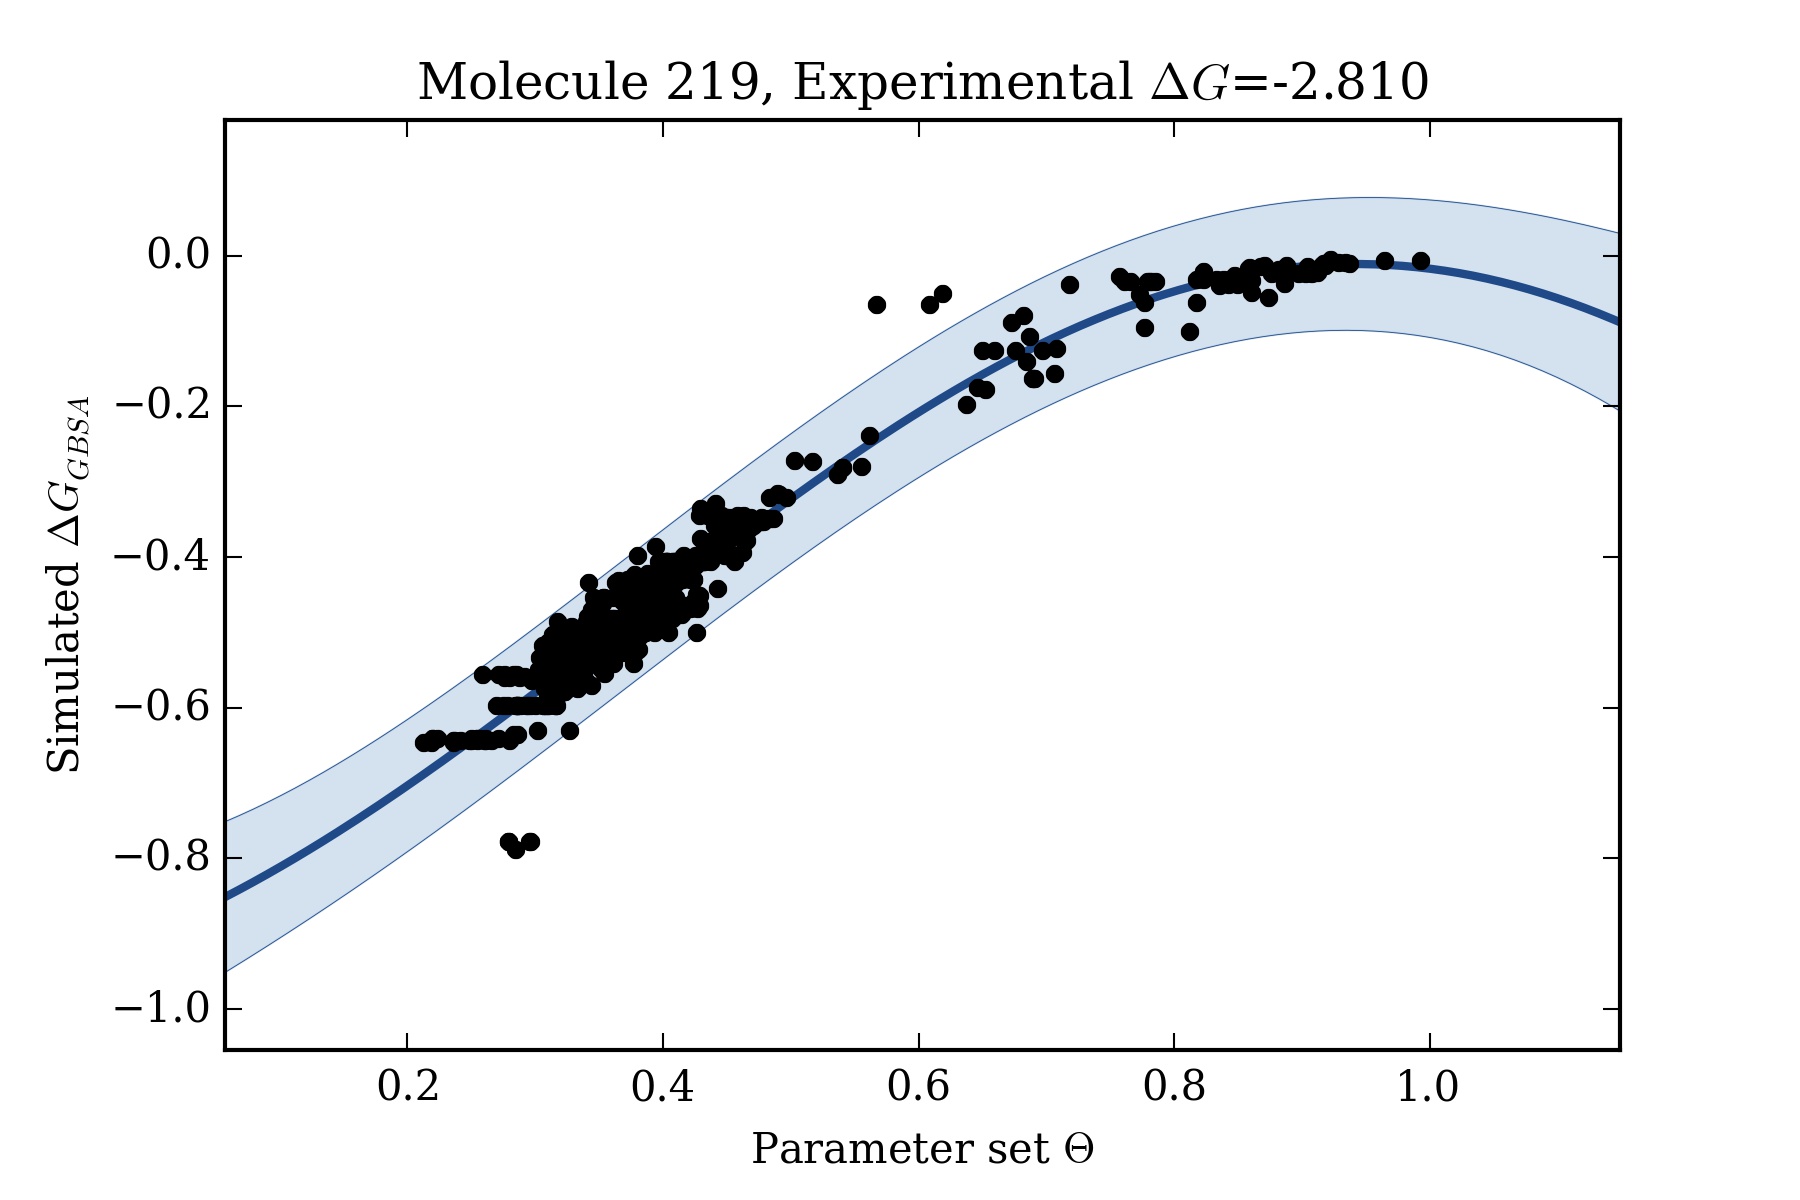 Molecule 219, Experimental ΔG=-2.810
0.0
−0.2
−0.4
−0.6
−0.8
−1.0
Simulated ΔG_GBSA
0.2 0.4 0.6 0.8 1.0
Parameter set Θ